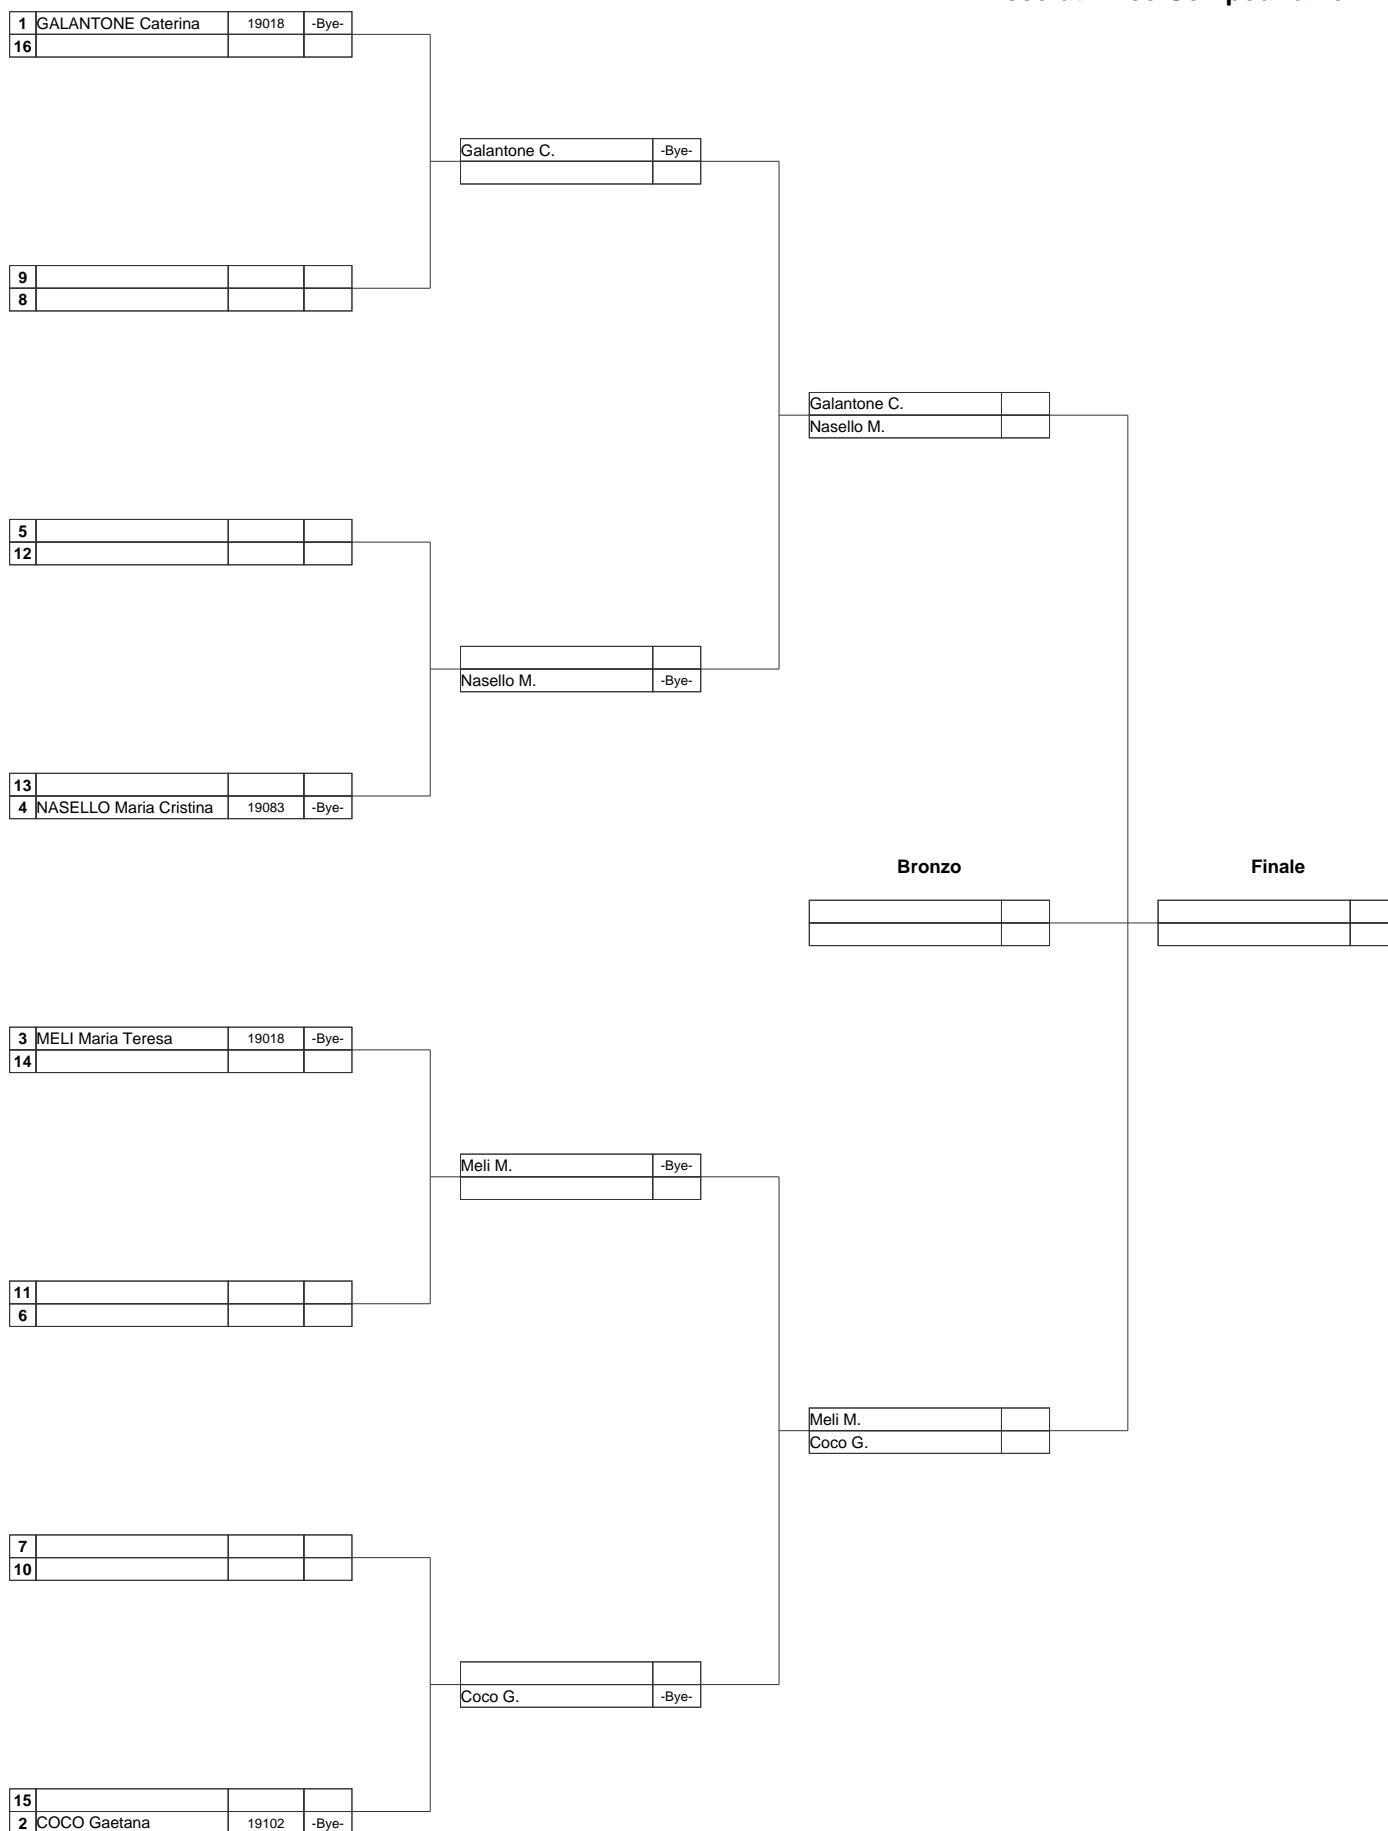 1 GALANTONE Caterina 19018 -Bye-
16
Galantone C. -Bye-
9
8
Galantone C.
Nasello M.
5
12
Nasello M. -Bye-
13
4 NASELLO Maria Cristina 19083 -Bye-
Bronzo Finale
3 MELI Maria Teresa 19018 -Bye-
14
Meli M. -Bye-
11
6
Meli M.
Coco G.
7
10
Coco G. -Bye-
15
2 COCO Gaetana 19102 -Bye-